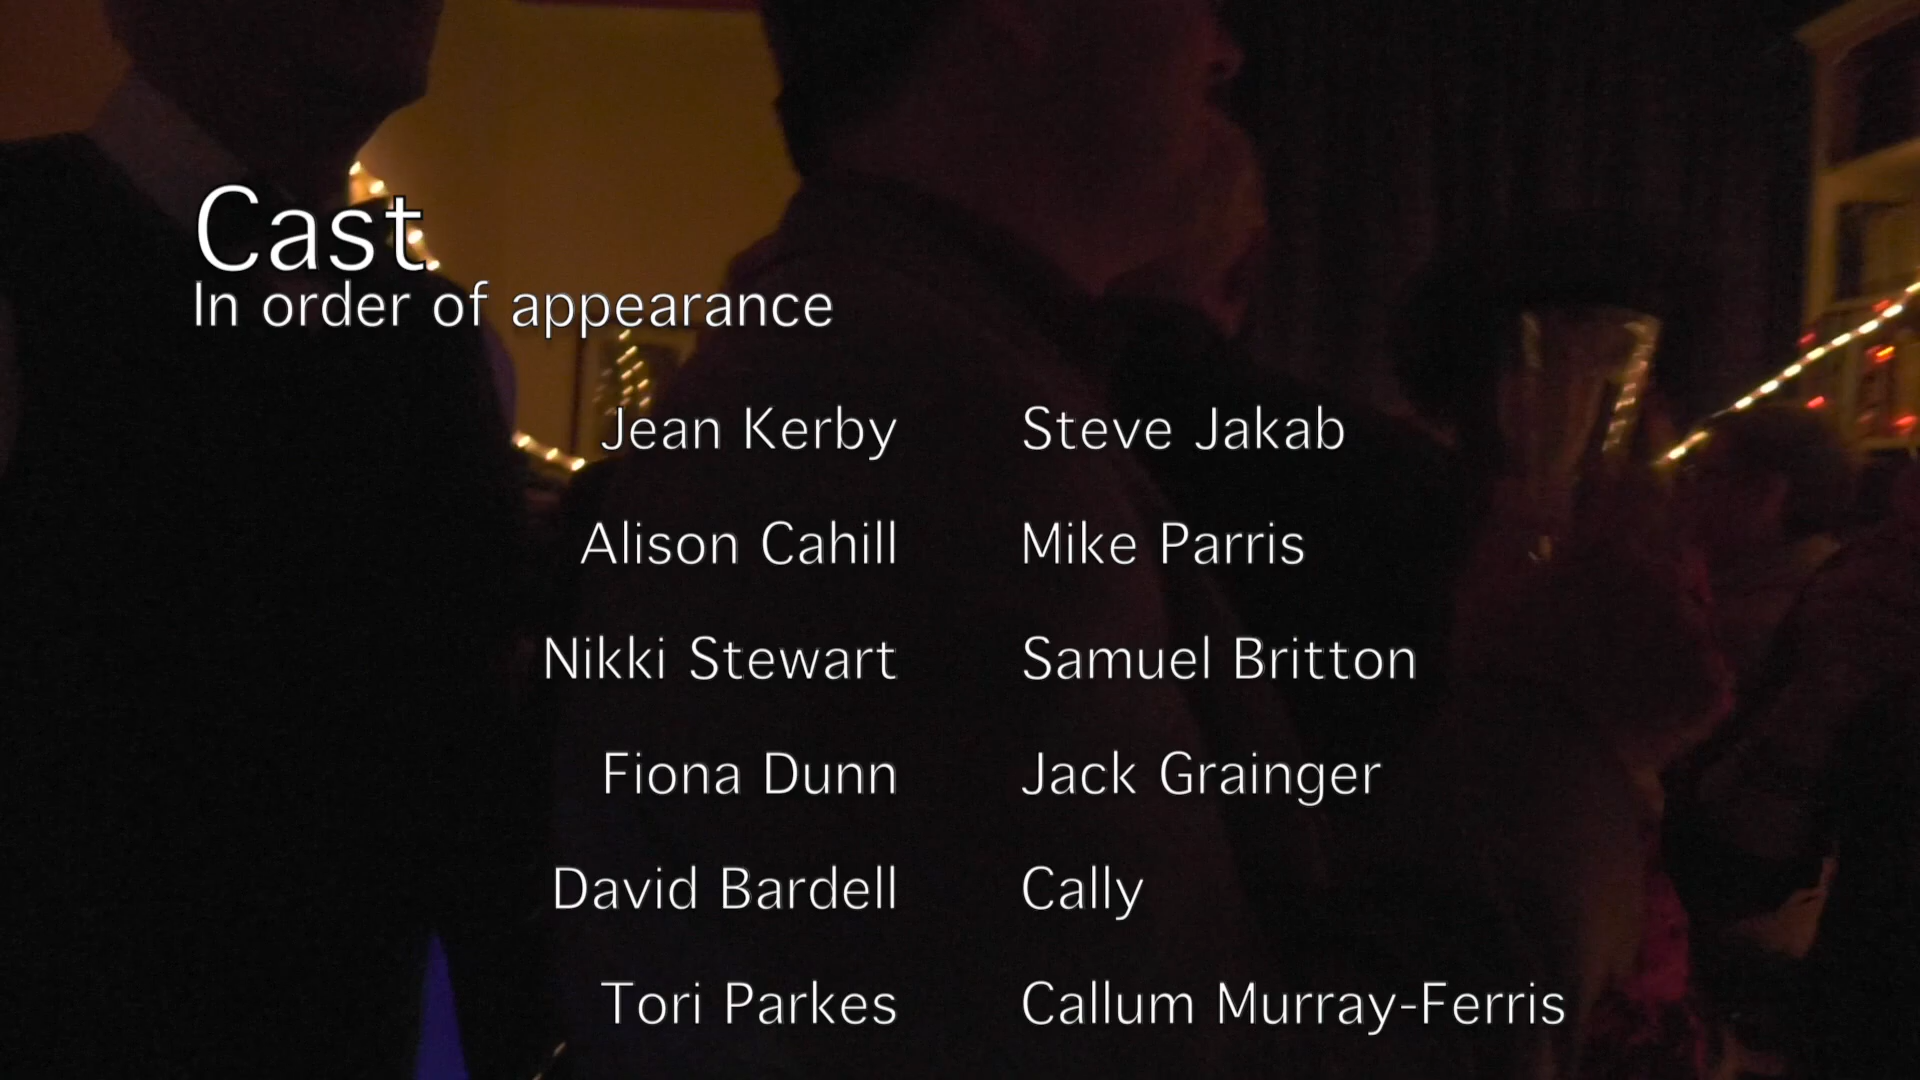 Cast
In order of appearance
Jean Kerby Steve Jakab
Alison Cahill Mike Parris
Nikki Stewart Samuel Britton
Fiona Dunn Jack Grainger
David Bardell Cally
Tori Parkes Callum Murray-Ferris